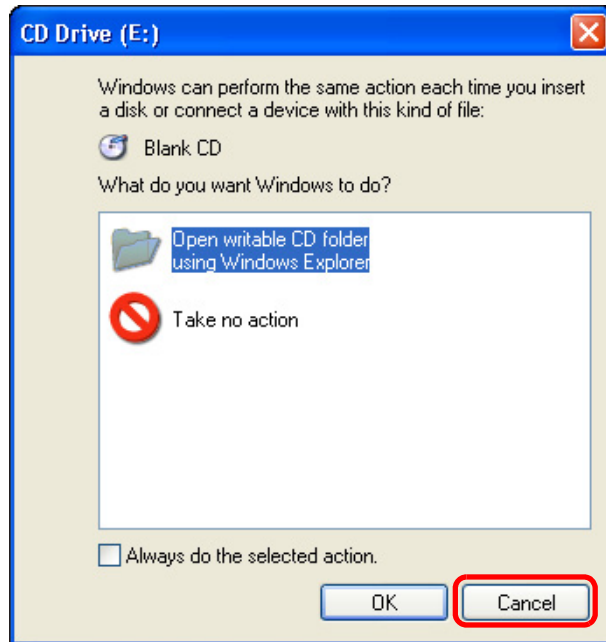 CD Drive (E:)
Windows can perform the same action each time you insert
a disk or connect a device with this kind of file:
Blank CD
What do you want Windows to do?
Open writable CD folder
using Windows Explorer
Take no action
Always do the selected action.
OK
Cancel